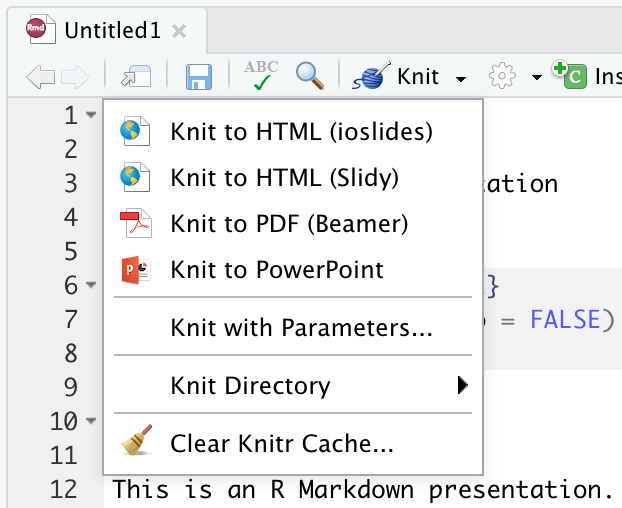 Rmd Untitled1
ABC Knit C Ins
1 Knit to HTML (ioslides)
2
3 Knit to HTML (Slidy) ation
4 Knit to PDF (Beamer)
5
6 Knit to PowerPoint }
7 Knit with Parameters... = FALSE)
8
9 Knit Directory
10
11 Clear Knitr Cache...
12 This is an R Markdown presentation.